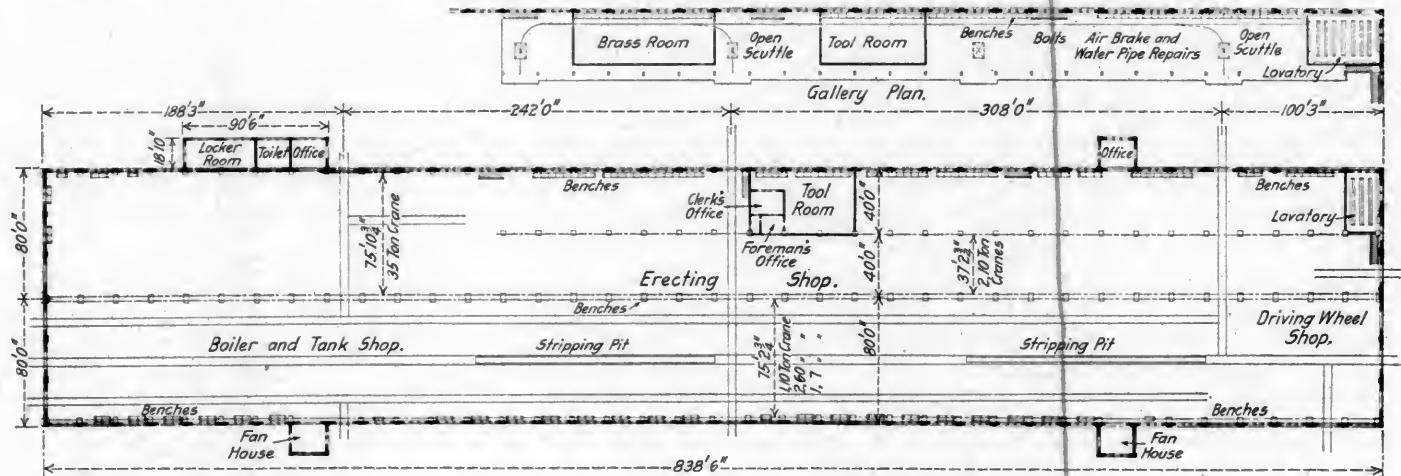 Brass Room
Open
Scuttle
Tool Room
Benches
Bolts
Air Brake and
Water Pipe Repairs
Open
Scuttle
Lavatory
Gallery Plan.
188'3"
242'0"
308'0"
100'3"
90'6"
18'10"
Locker
Room
Toilet
Office
Office
Benches
Benches
80'0"
75'10¾"
35 Ton Crane
Clerk's
Office
Tool
Room
Foreman's
Office
40'0"
40'0"
37'2¾"
2,10 Ton
Cranes
Lavatory
Erecting Shop.
Benches
Driving Wheel
Shop.
80'0"
Boiler and Tank Shop.
Stripping Pit
75'2¾"
1,10 Ton Crane
2,60 " "
1, 7 " "
80'0"
Stripping Pit
Benches
Benches
Fan
House
Fan
House
838'6"